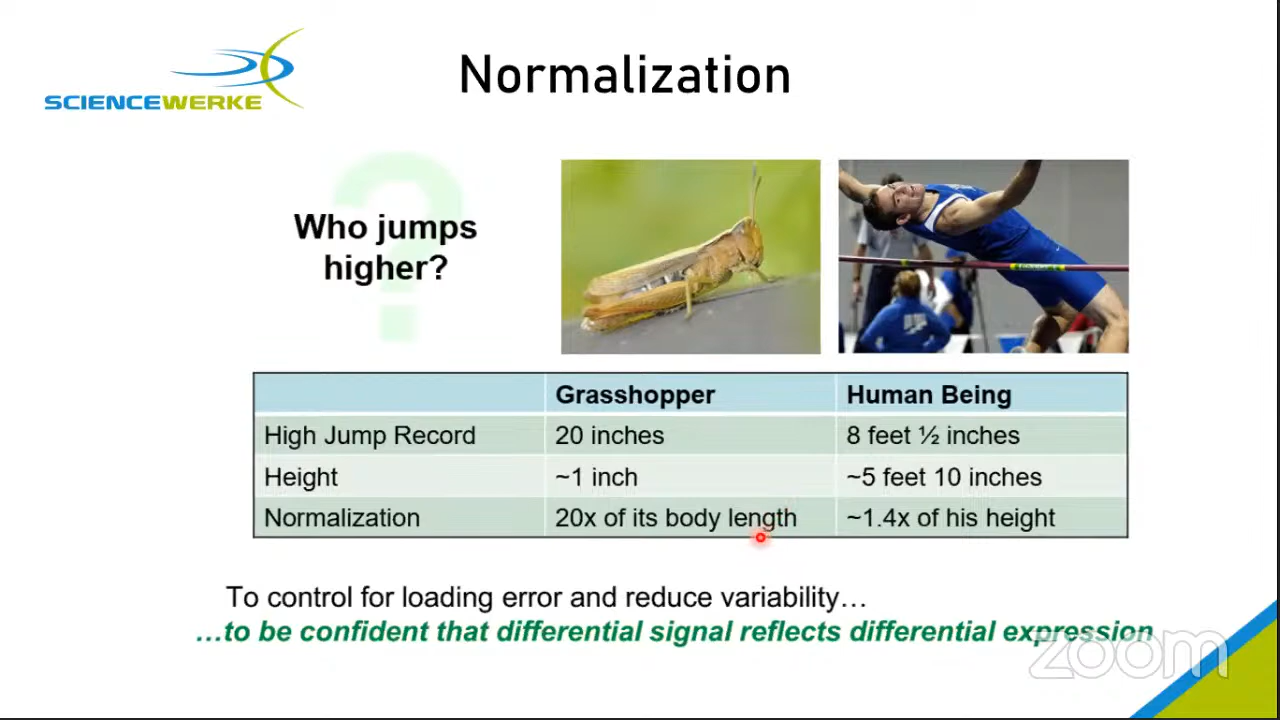 Normalization
SCIENCEWERKE
Who jumps
higher?
Grasshopper Human Being
High Jump Record 20 inches 8 feet ½ inches
Height ~1 inch ~5 feet 10 inches
Normalization 20x of its body length ~1.4x of his height
To control for loading error and reduce variability…
…to be confident that differential signal reflects differential expression
zoom